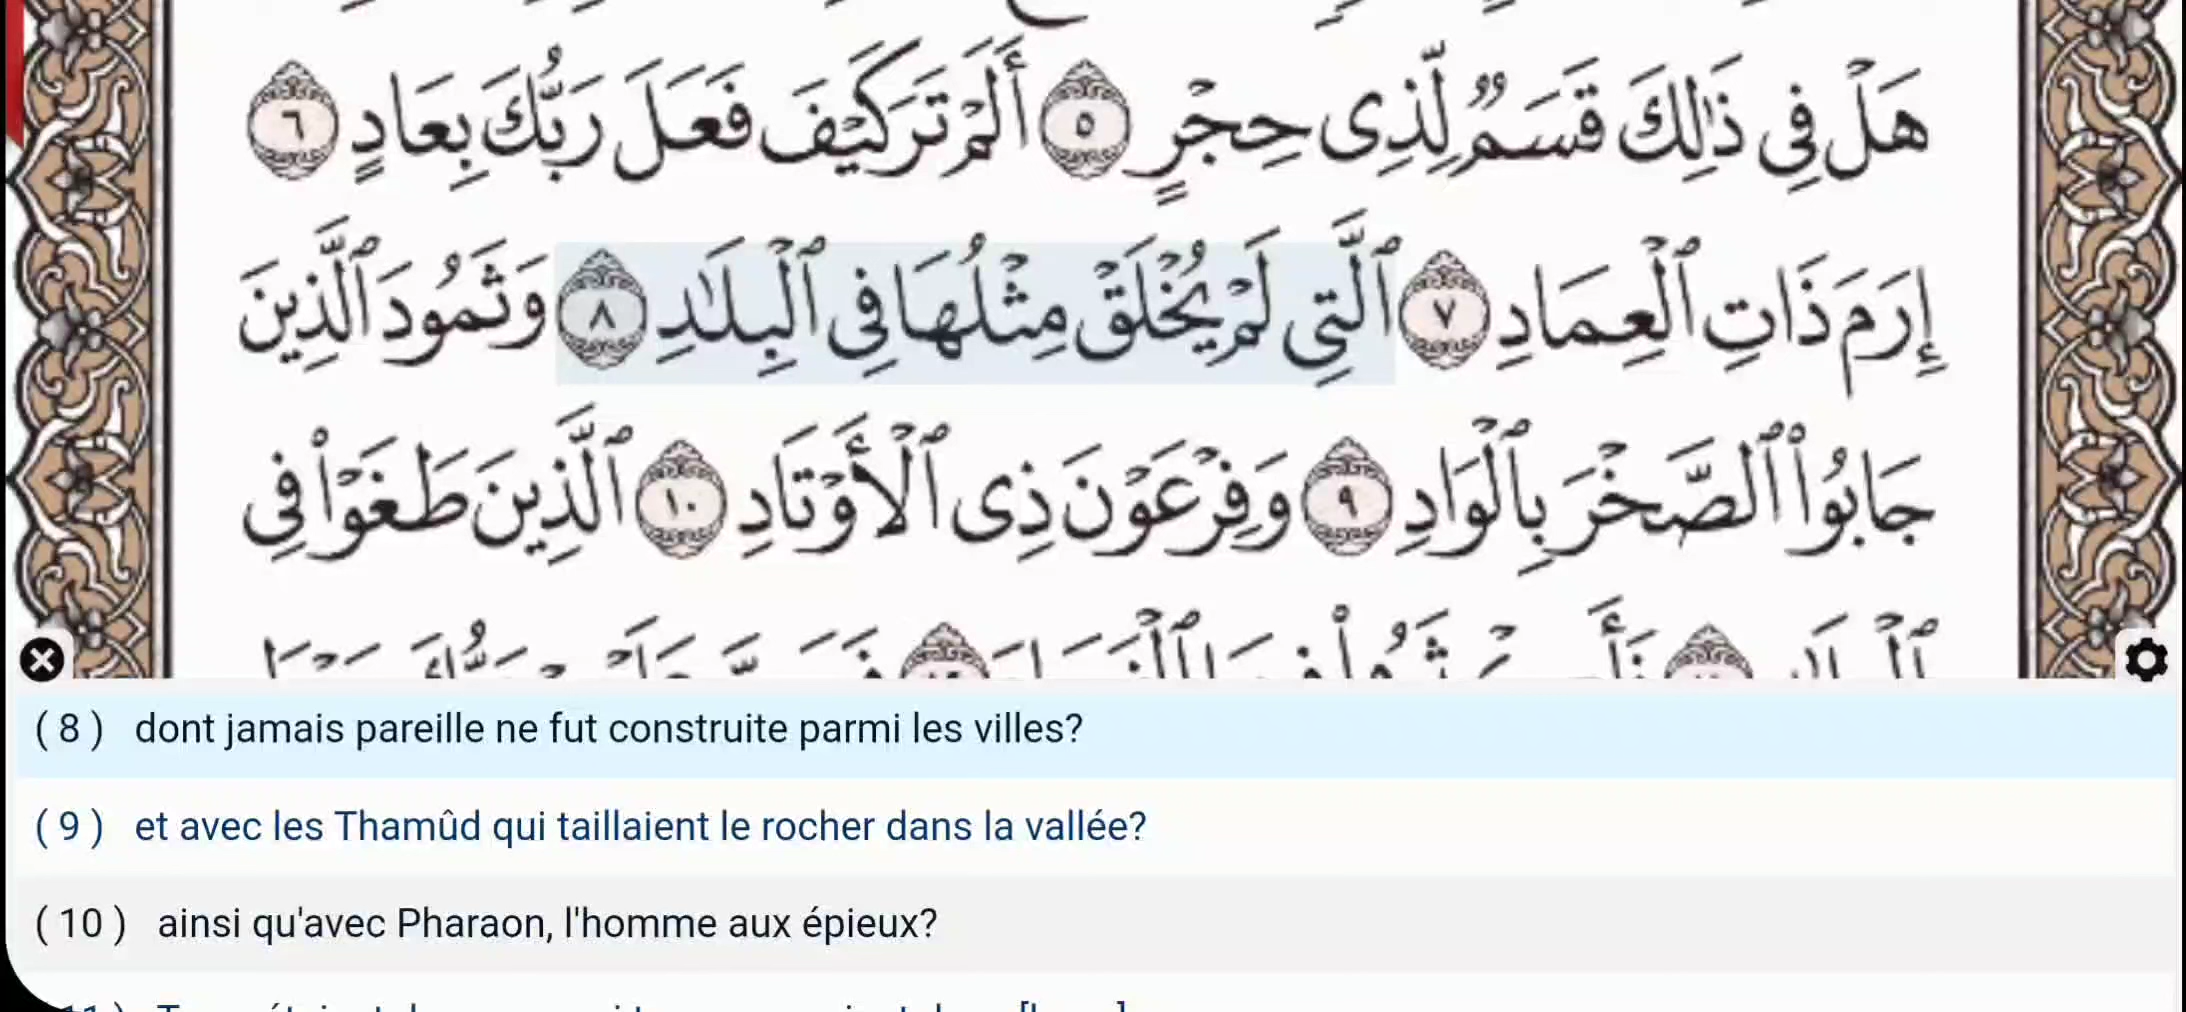 هَلْ فِى ذَٰلِكَ قَسَمٌ لِّذِى حِجْرٍ ٥ أَلَمْ تَرَ كَيْفَ فَعَلَ رَبُّكَ بِعَادٍ ٦
إِرَمَ ذَاتِ ٱلْعِمَادِ ٧ ٱلَّتِى لَمْ يُخْلَقْ مِثْلُهَا فِى ٱلْبِلَٰدِ ٨ وَثَمُودَ ٱلَّذِينَ
جَابُوا۟ ٱلصَّخْرَ بِٱلْوَادِ ٩ وَفِرْعَوْنَ ذِى ٱلْأَوْتَادِ ١٠ ٱلَّذِينَ طَغَوْا۟ فِى
( 8 ) dont jamais pareille ne fut construite parmi les villes?
( 9 ) et avec les Thamûd qui taillaient le rocher dans la vallée?
( 10 ) ainsi qu'avec Pharaon, l'homme aux épieux?